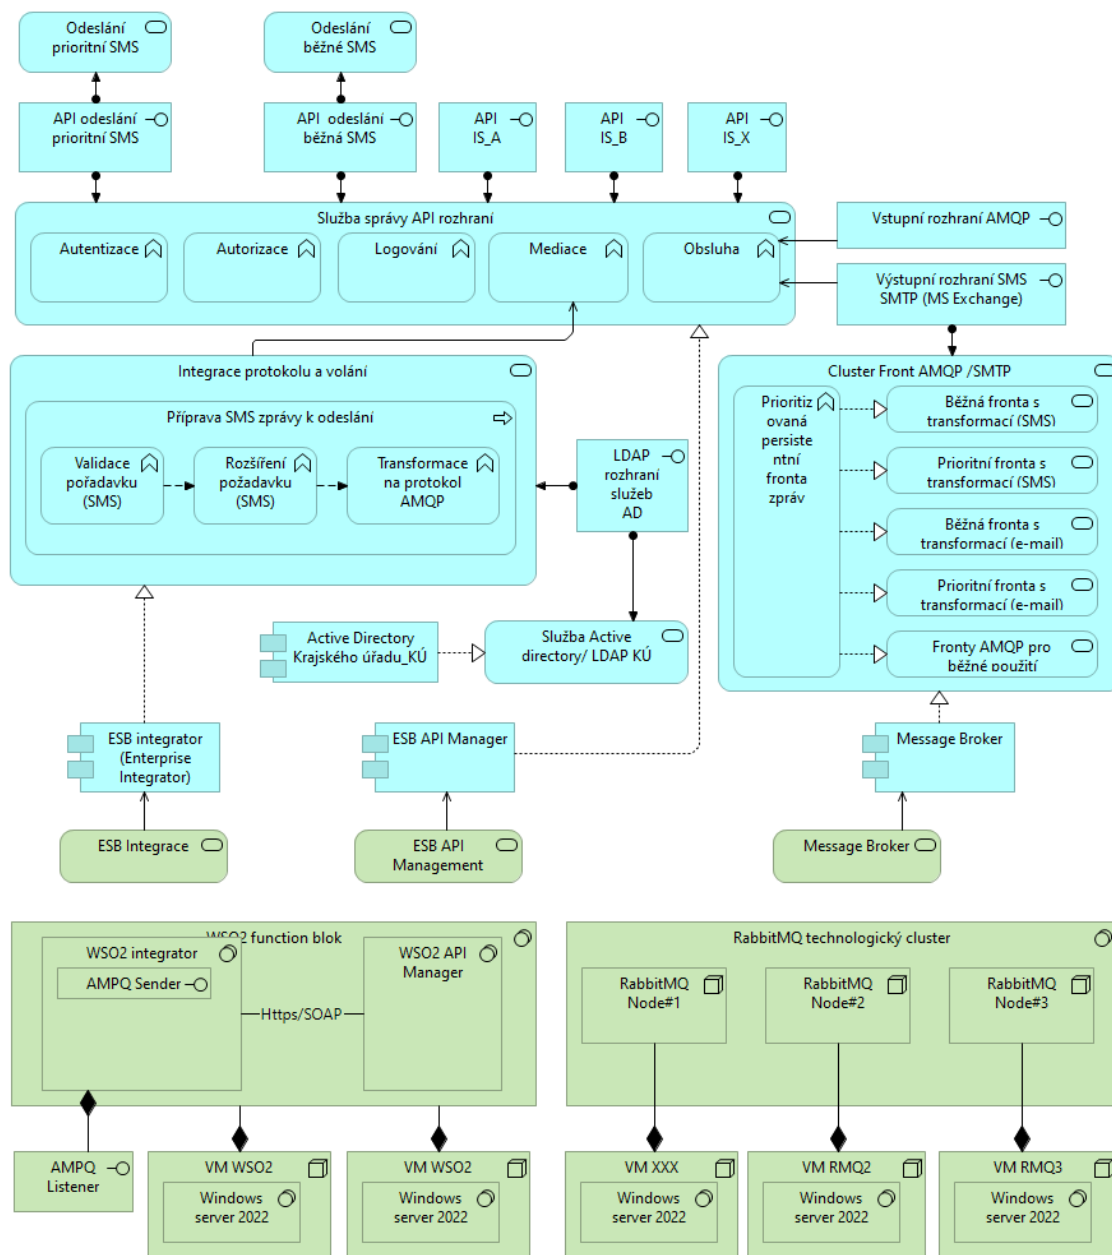 Odeslání
prioritní SMS
Odeslání
běžné SMS
API odeslání
prioritní SMS
API odeslání
běžná SMS
API
IS_A
API
IS_B
API
IS_X
Služba správy API rozhraní
Autentizace
Autorizace
Logování
Mediace
Obsluha
Vstupní rozhraní AMQP
Výstupní rozhraní SMS
SMTP (MS Exchange)
Integrace protokolu a volání
Příprava SMS zprávy k odeslání
Validace
pořadavku
(SMS)
Rozšíření
požadavku
(SMS)
Transformace
na protokol
AMQP
LDAP
rozhraní
služeb
AD
Cluster Front AMQP /SMTP
Prioritiz
ovaná
persiste
ntní
fronta
zpráv
Běžná fronta s
transformací (SMS)
Prioritní fronta s
transformací (SMS)
Běžná fronta s
transformací (e-mail)
Prioritní fronta s
transformací (e-mail)
Fronty AMQP pro
běžné použití
Active Directory
Krajského úřadu_KÚ
Služba Active
directory/ LDAP KÚ
ESB integrator
(Enterprise
Integrator)
ESB API Manager
Message Broker
ESB Integrace
ESB API
Management
Message Broker
WSO2 function blok
WSO2 integrator
AMPQ Sender
Https/SOAP
WSO2 API
Manager
RabbitMQ technologický cluster
RabbitMQ
Node#1
RabbitMQ
Node#2
RabbitMQ
Node#3
AMPQ
Listener
VM WSO2
Windows
server 2022
VM WSO2
Windows
server 2022
VM XXX
Windows
server 2022
VM RMQ2
Windows
server 2022
VM RMQ3
Windows
server 2022